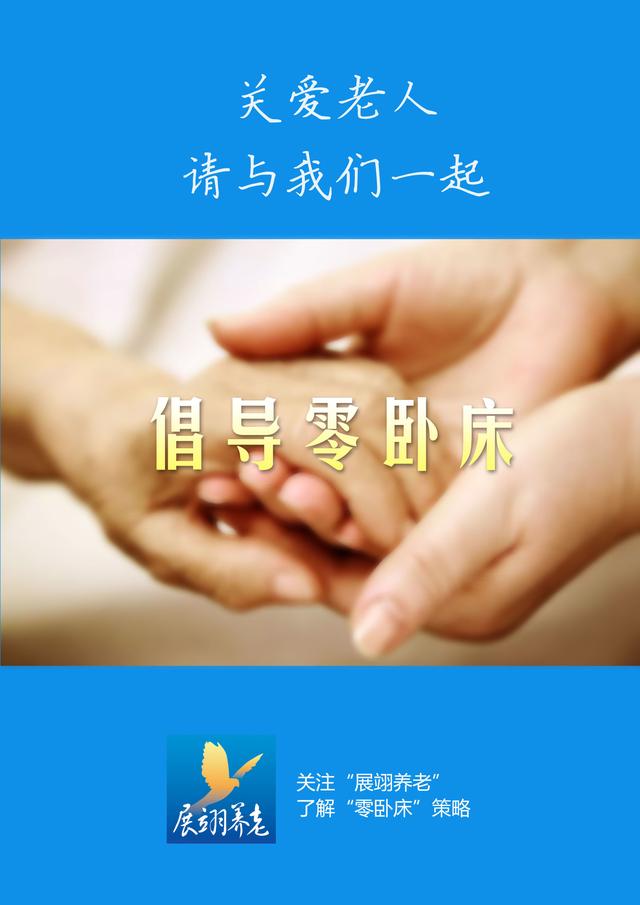 关爱老人
请与我们一起
倡导零卧床
展翊养老
关注“展翊养老”
了解“零卧床”策略